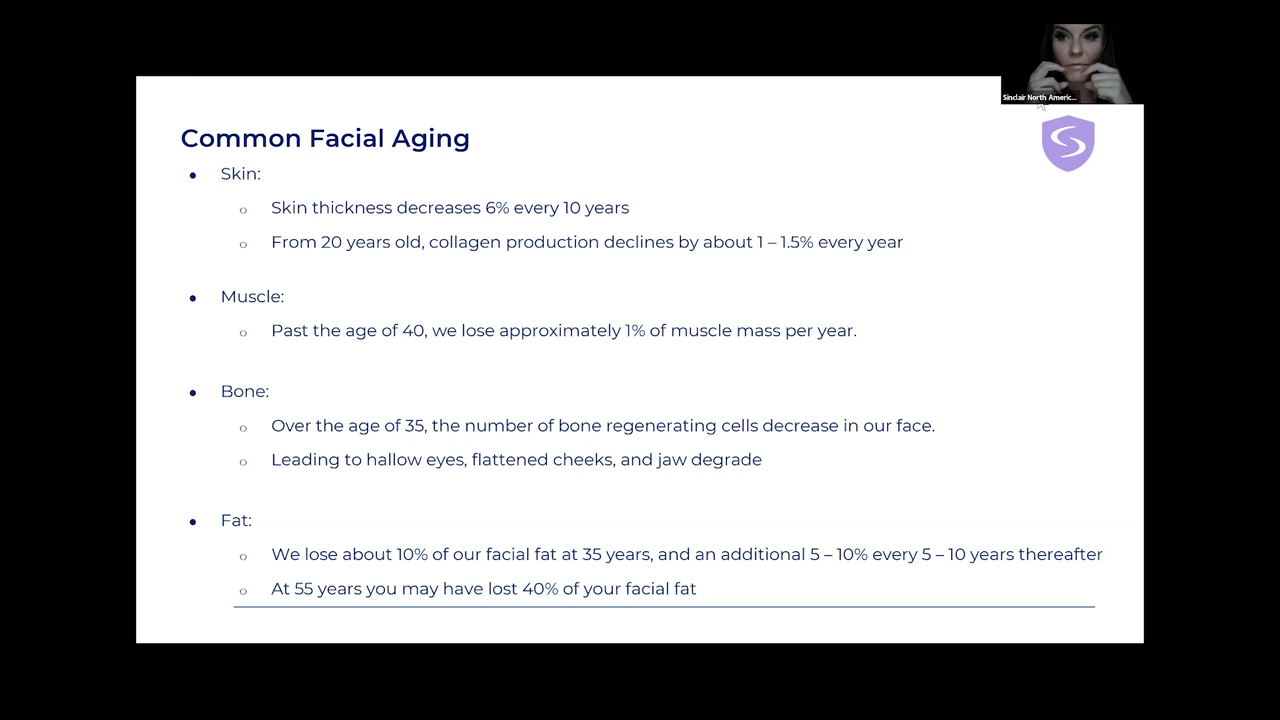 Sinclair North Americ...
Common Facial Aging
• Skin:
o Skin thickness decreases 6% every 10 years
o From 20 years old, collagen production declines by about 1 – 1.5% every year
• Muscle:
o Past the age of 40, we lose approximately 1% of muscle mass per year.
• Bone:
o Over the age of 35, the number of bone regenerating cells decrease in our face.
o Leading to hallow eyes, flattened cheeks, and jaw degrade
• Fat:
o We lose about 10% of our facial fat at 35 years, and an additional 5 – 10% every 5 – 10 years thereafter
o At 55 years you may have lost 40% of your facial fat